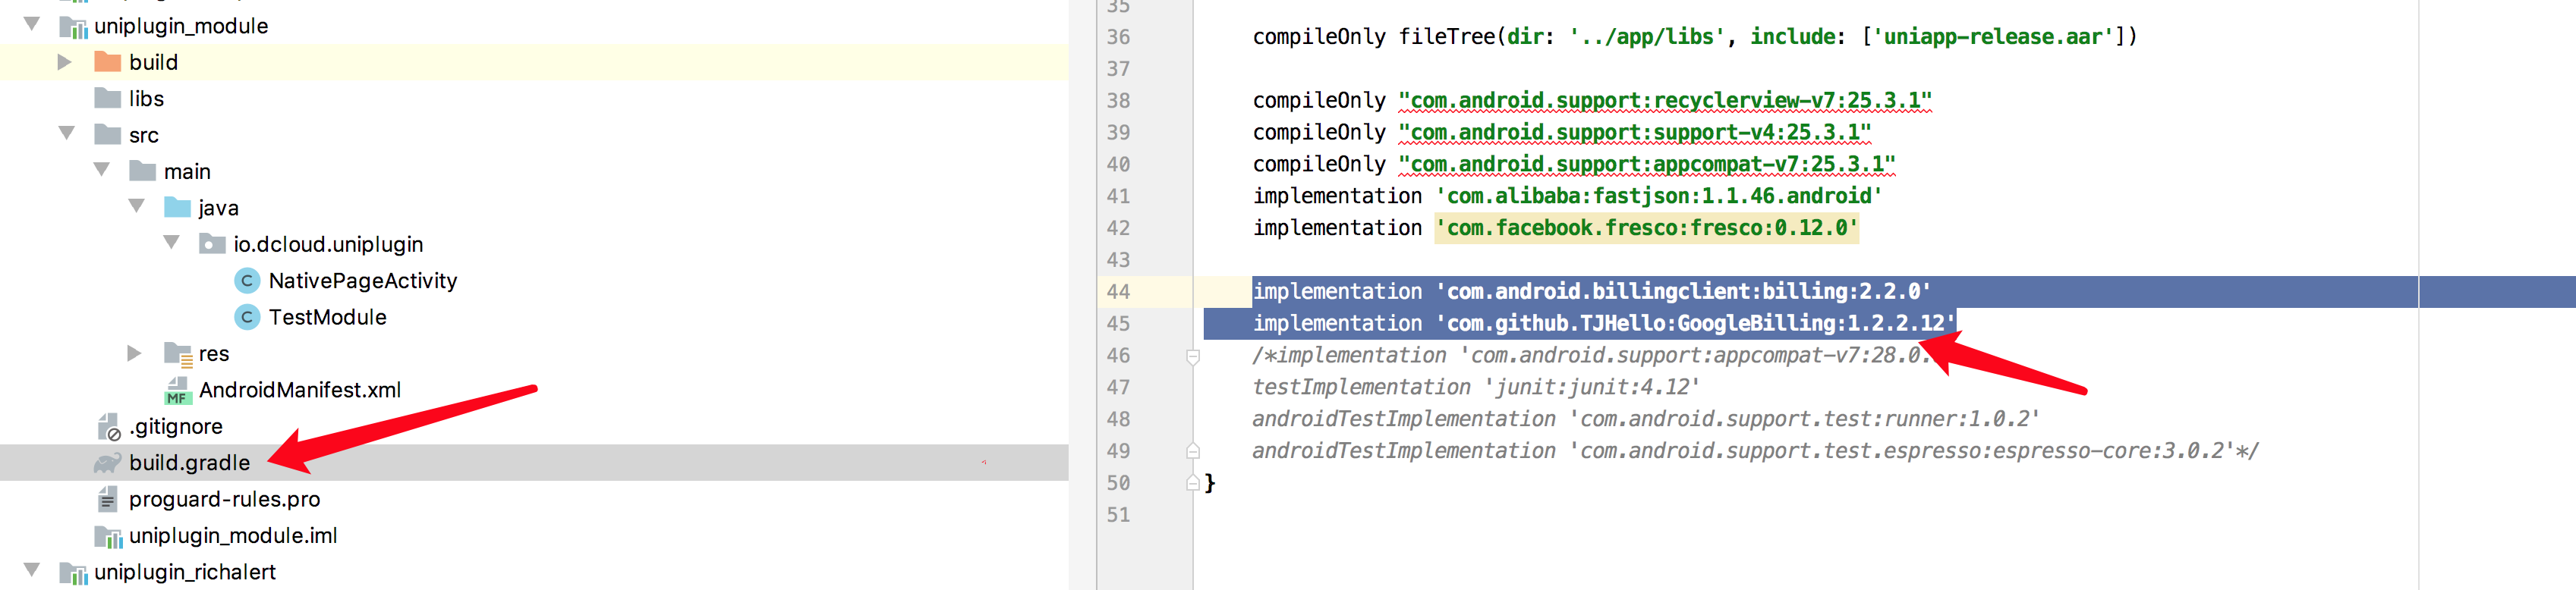 uniplugin_module
build
libs
src
main
java
io.dcloud.uniplugin
C NativePageActivity
C TestModule
res
MF AndroidManifest.xml
.gitignore
build.gradle
proguard-rules.pro
uniplugin_module.iml
uniplugin_richalert
35
36 compileOnly fileTree(dir: '../app/libs', include: ['uniapp-release.aar'])
37
38 compileOnly "com.android.support:recyclerview-v7:25.3.1"
39 compileOnly "com.android.support:support-v4:25.3.1"
40 compileOnly "com.android.support:appcompat-v7:25.3.1"
41 implementation 'com.alibaba:fastjson:1.1.46.android'
42 implementation 'com.facebook.fresco:fresco:0.12.0'
43
44 implementation 'com.android.billingclient:billing:2.2.0'
45 implementation 'com.github.TJHello:GoogleBilling:1.2.2.12'
46 /*implementation 'com.android.support:appcompat-v7:28.0.
47 testImplementation 'junit:junit:4.12'
48 androidTestImplementation 'com.android.support.test:runner:1.0.2'
49 androidTestImplementation 'com.android.support.test.espresso:espresso-core:3.0.2'*/
50 }
51